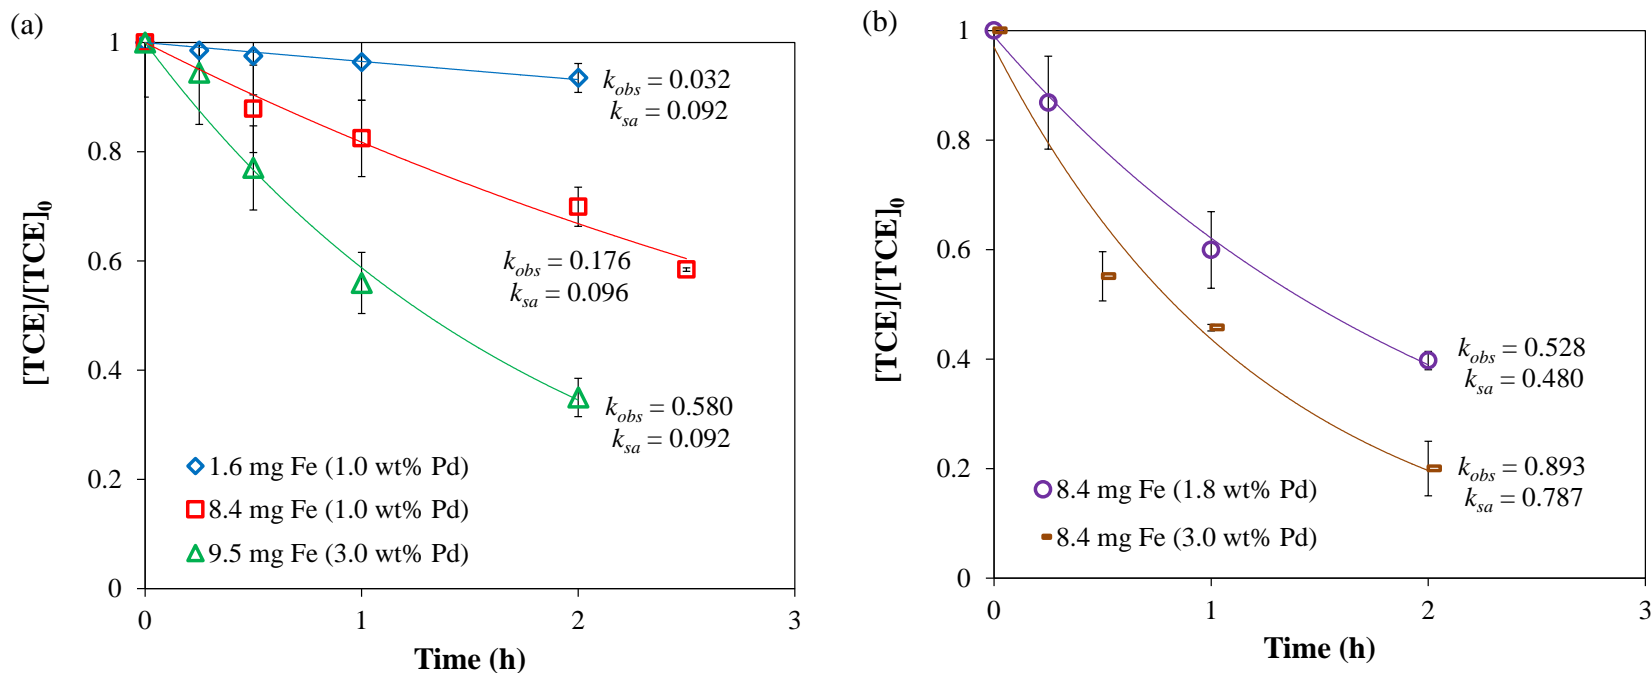 (a)
[TCE]/[TCE]0
1
0.8
0.6
0.4
0.2
0
0
1
2
3
Time (h)
kobs = 0.032
ksa = 0.092
kobs = 0.176
ksa = 0.096
kobs = 0.580
ksa = 0.092
1.6 mg Fe (1.0 wt% Pd)
8.4 mg Fe (1.0 wt% Pd)
9.5 mg Fe (3.0 wt% Pd)
(b)
[TCE]/[TCE]0
1
0.8
0.6
0.4
0.2
0
0
1
2
3
Time (h)
kobs = 0.528
ksa = 0.480
kobs = 0.893
ksa = 0.787
8.4 mg Fe (1.8 wt% Pd)
8.4 mg Fe (3.0 wt% Pd)